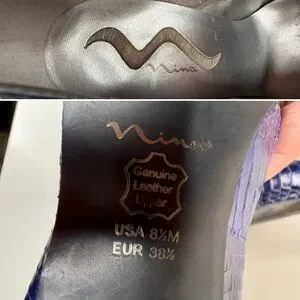 Nina
Nina
Genuine
Leather
Upper
USA 8½M
EUR 38½